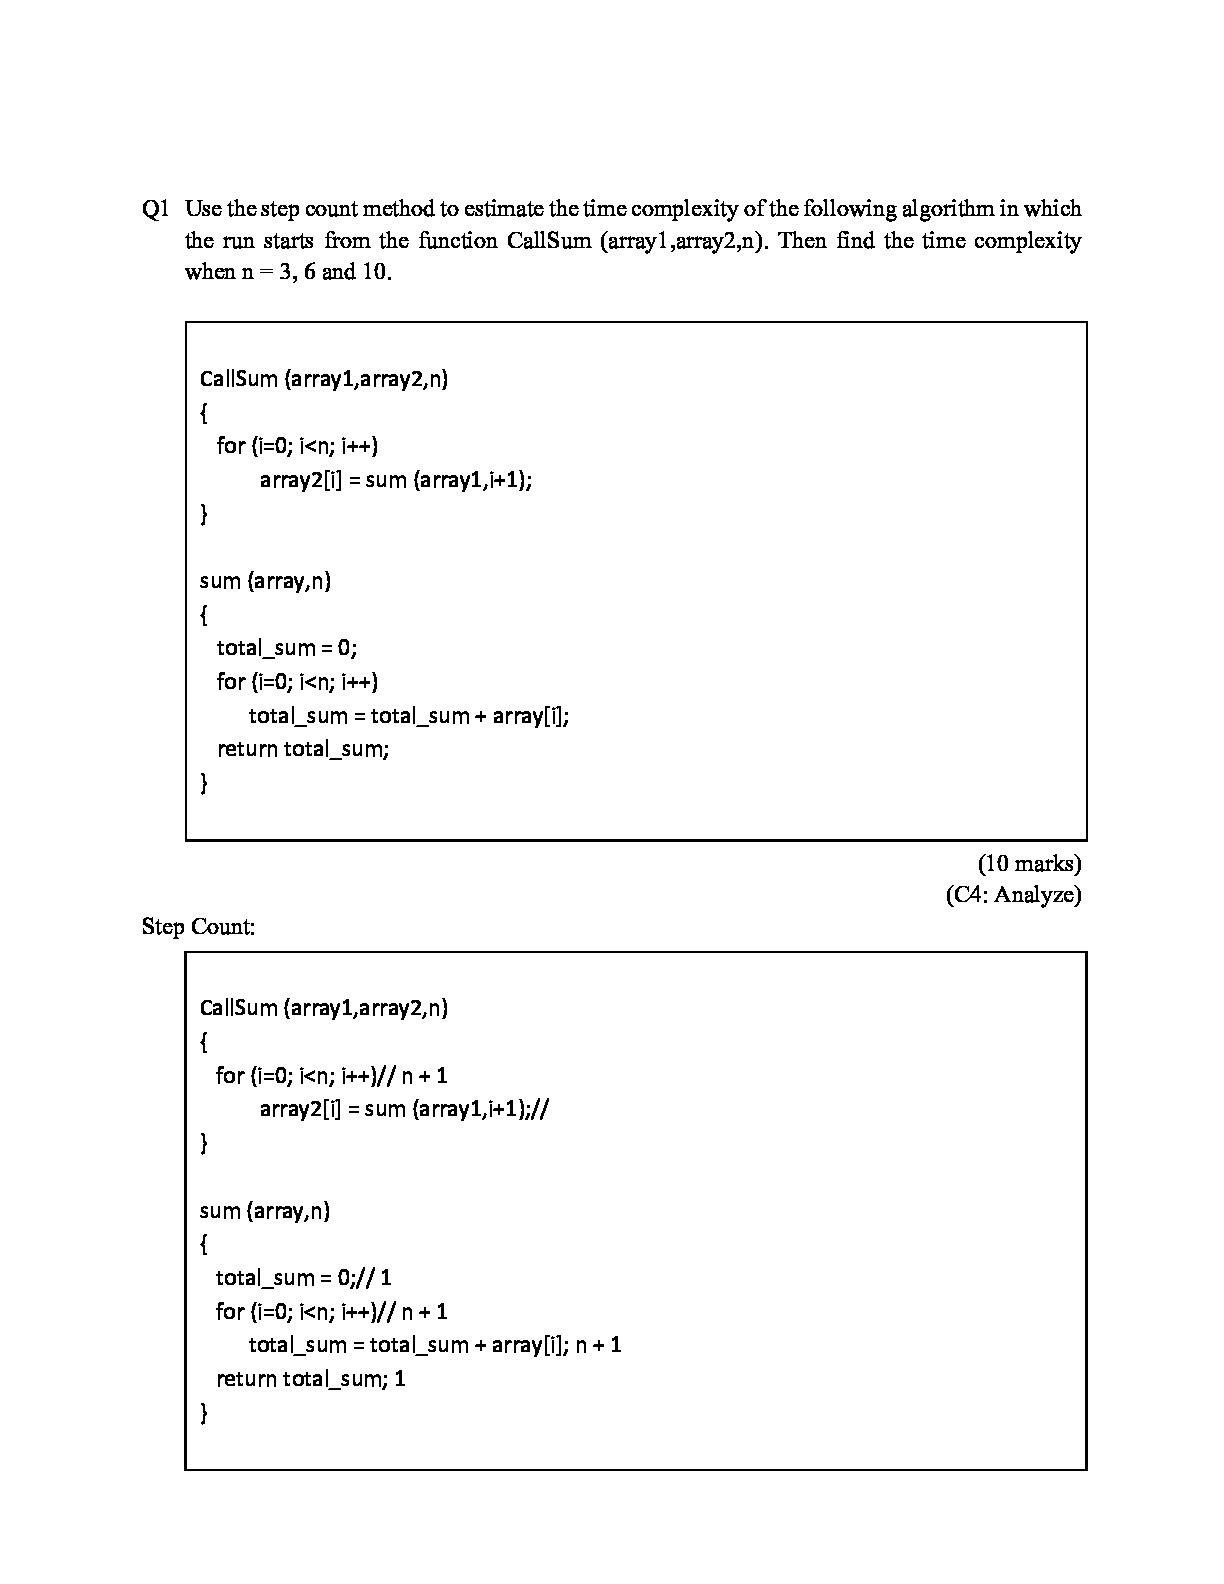 Q1 Use the step count method to estimate the time complexity of the following algorithm in which
the run starts from the function CallSum (array1,array2,n). Then find the time complexity
when n = 3, 6 and 10.
CallSum (array1,array2,n)
{
for (i=0; i<n; i++)
array2[i] = sum (array1,i+1);
}
sum (array,n)
{
total_sum = 0;
for (i=0; i<n; i++)
total_sum = total_sum + array[i];
return total_sum;
}
(10 marks)
(C4: Analyze)
Step Count:
CallSum (array1,array2,n)
{
for (i=0; i<n; i++)// n + 1
array2[i] = sum (array1,i+1);//
}
sum (array,n)
{
total_sum = 0;// 1
for (i=0; i<n; i++)// n + 1
total_sum = total_sum + array[i]; n + 1
return total_sum; 1
}